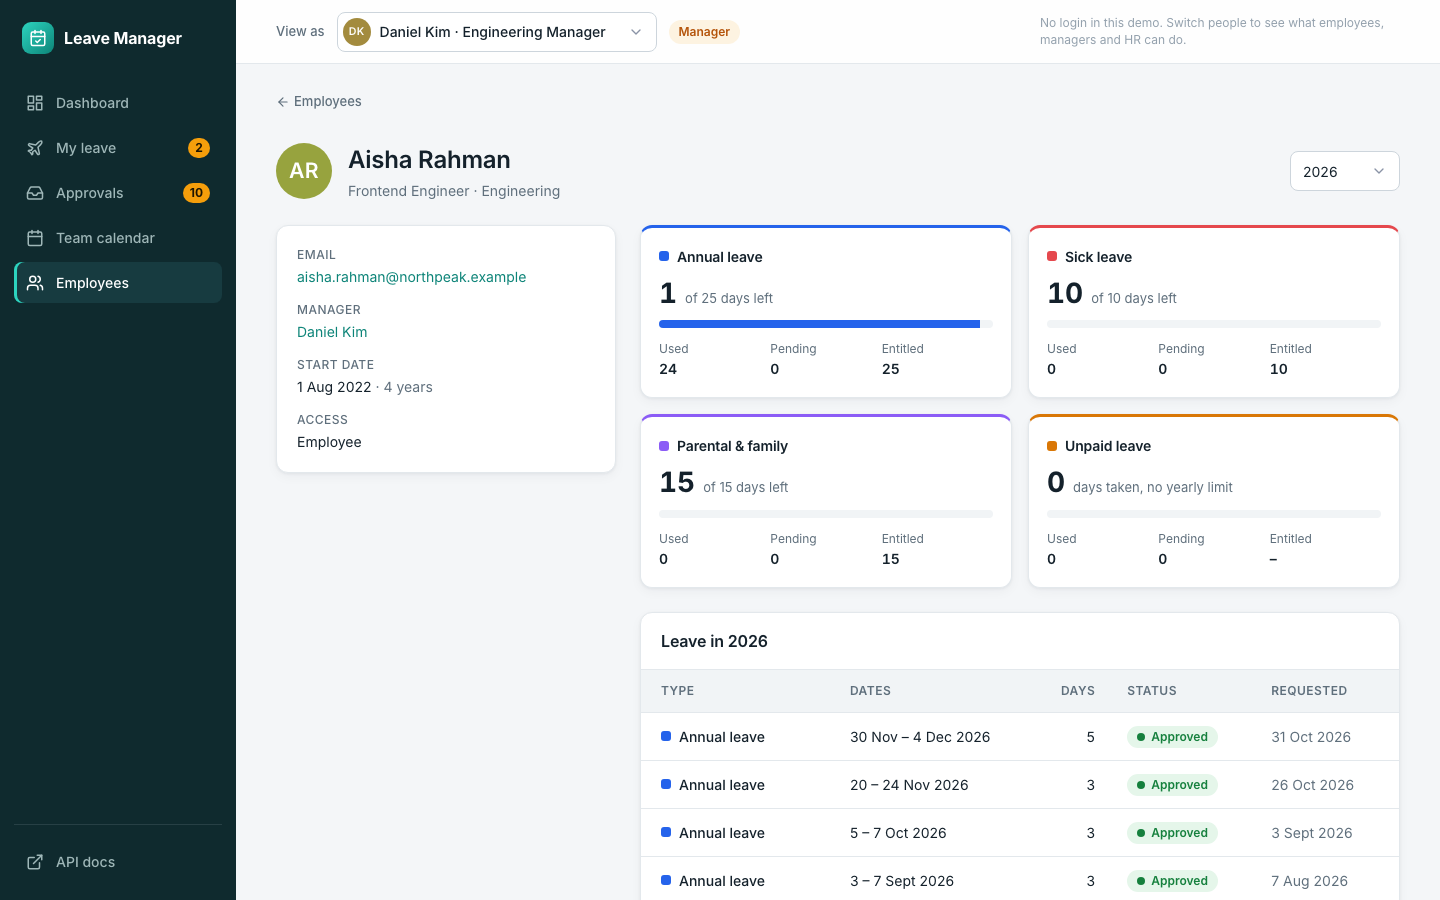 Leave Manager
Dashboard
My leave 2
Approvals 10
Team calendar
Employees
API docs
View as DK Daniel Kim · Engineering Manager Manager
No login in this demo. Switch people to see what employees,
managers and HR can do.
← Employees
AR Aisha Rahman
Frontend Engineer · Engineering
2026
EMAIL
aisha.rahman@northpeak.example
MANAGER
Daniel Kim
START DATE
1 Aug 2022 · 4 years
ACCESS
Employee
Annual leave
1 of 25 days left
Used Pending Entitled
24 0 25
Sick leave
10 of 10 days left
Used Pending Entitled
0 0 10
Parental & family
15 of 15 days left
Used Pending Entitled
0 0 15
Unpaid leave
0 days taken, no yearly limit
Used Pending Entitled
0 0 –
Leave in 2026
TYPE DATES DAYS STATUS REQUESTED
Annual leave 30 Nov – 4 Dec 2026 5 Approved 31 Oct 2026
Annual leave 20 – 24 Nov 2026 3 Approved 26 Oct 2026
Annual leave 5 – 7 Oct 2026 3 Approved 3 Sept 2026
Annual leave 3 – 7 Sept 2026 3 Approved 7 Aug 2026